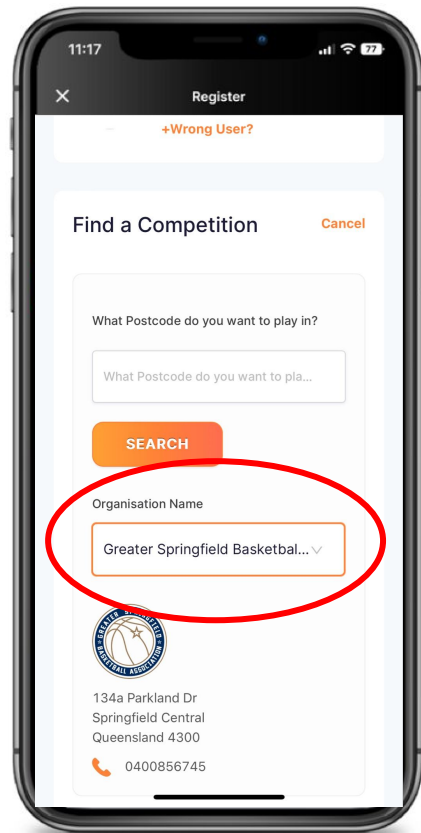 11:17
77
Register
+Wrong User?
Find a Competition
Cancel
What Postcode do you want to play in?
What Postcode do you want to pla...
SEARCH
Organisation Name
Greater Springfield Basketbal...
GREATER SPRINGFIELD
BASKETBALL ASSOCIATION
134a Parkland Dr
Springfield Central
Queensland 4300
0400856745